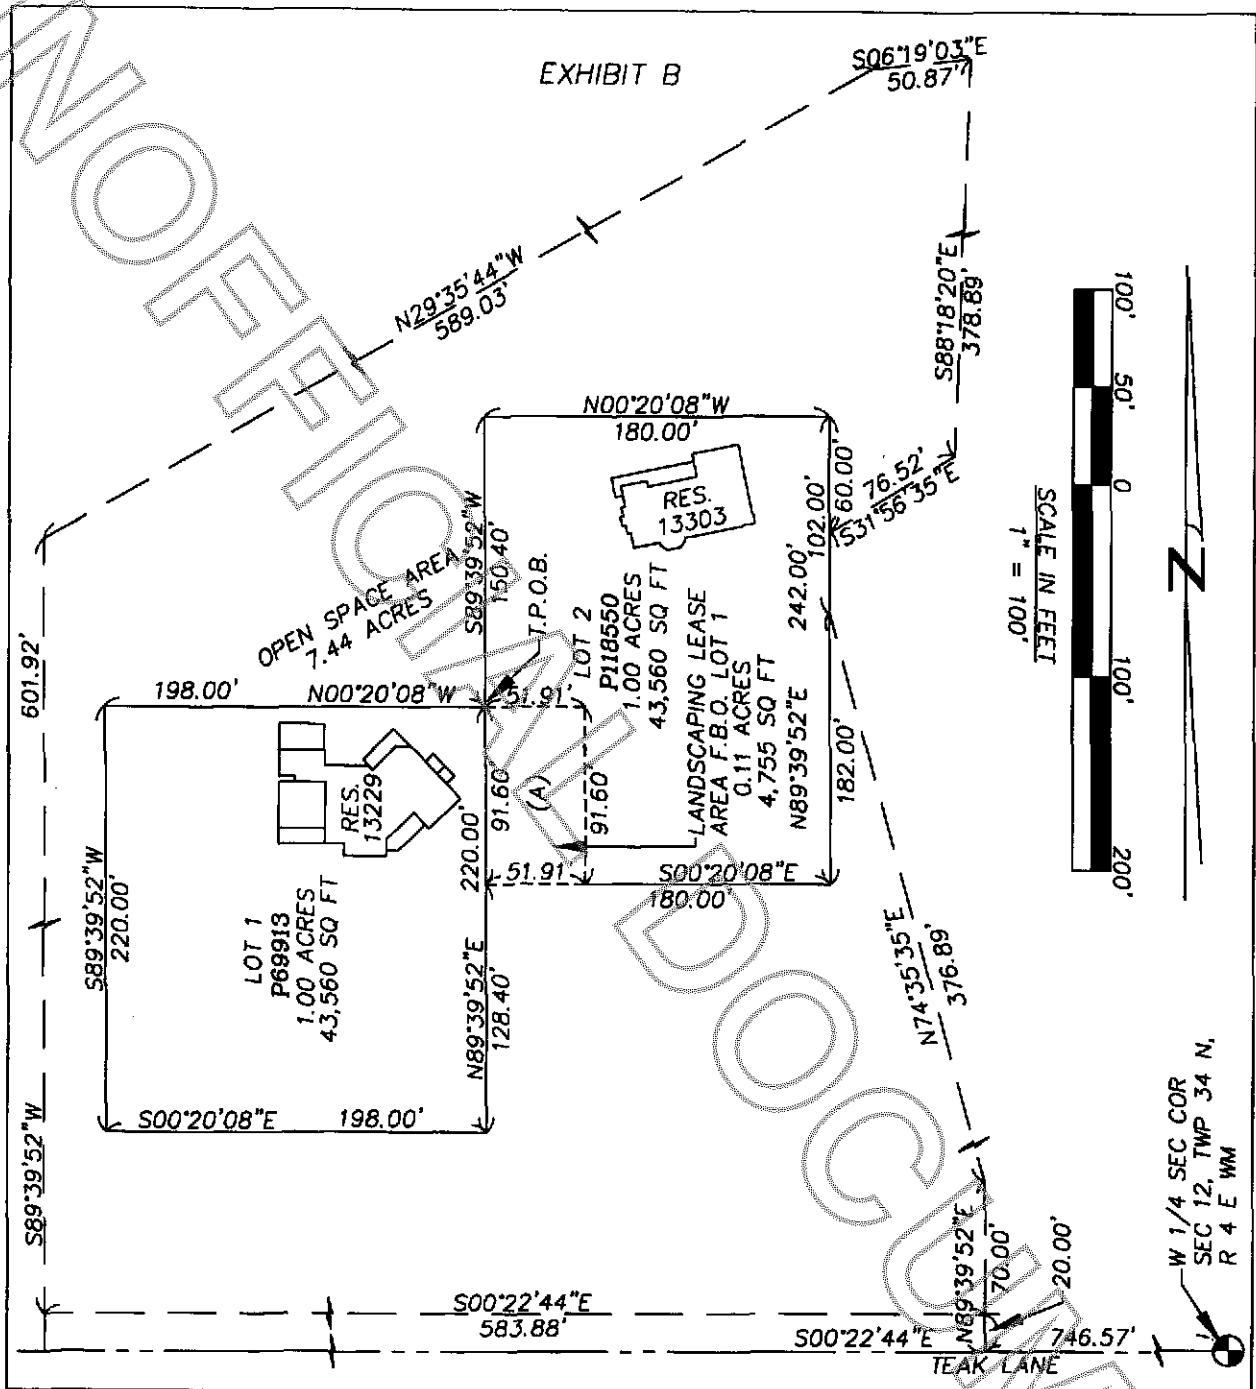 EXHIBIT B
S06°19'03"E
50.87'
N29°35'44"W
589.03'
S88°18'20"E
378.89'
100'
50'
0
100'
200'
SCALE IN FEET
1" = 100'
N
N00°20'08"W
180.00'
RES.
13303
60.00'
76.52'
S31°56'35"E
102.00'
242.00'
N89°39'52"E
182.00'
S89°39'52"W
150.40'
T.P.O.B.
LOT 2
P118550
1.00 ACRES
43,560 SQ FT
LANDSCAPING LEASE
AREA F.B.O. LOT 1
0.11 ACRES
4,755 SQ FT
OPEN SPACE AREA
7.44 ACRES
601.92'
S89°39'52"W
198.00'
N00°20'08"W
51.91'
91.60'
(A)
91.60'
51.91'
S00°20'08"E
180.00'
RES.
13229
220.00'
S89°39'52"W
220.00'
LOT 1
P69913
1.00 ACRES
43,560 SQ FT
N89°39'52"E
128.40'
S00°20'08"E
198.00'
N74°35'35"E
376.89'
N89°39'52"E
70.00'
20.00'
S00°22'44"E
583.88'
S00°22'44"E
746.57'
TEAK LANE
W 1/4 SEC COR
SEC 12, TWP 34 N,
R 4 E WM
NOFFICIAL DOCUM